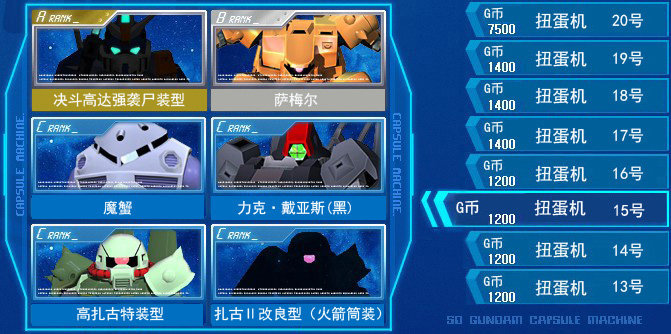 A RANK_
B RANK_
决斗高达强袭尸装型
萨梅尔
C RANK_
C RANK_
魔蟹
力克·戴亚斯(黑)
C RANK_
C RANK_
高扎古特装型
扎古Ⅱ改良型（火箭筒装）
CAPSULE MACHINE
CAPSULE MACHINE
G币
7500
扭蛋机
20号
G币
1400
扭蛋机
19号
G币
1400
扭蛋机
18号
G币
1400
扭蛋机
17号
G币
1200
扭蛋机
16号
G币
1200
扭蛋机
15号
G币
1200
扭蛋机
14号
G币
1200
扭蛋机
13号
SD GUNDAM CAPSULE MACHINE